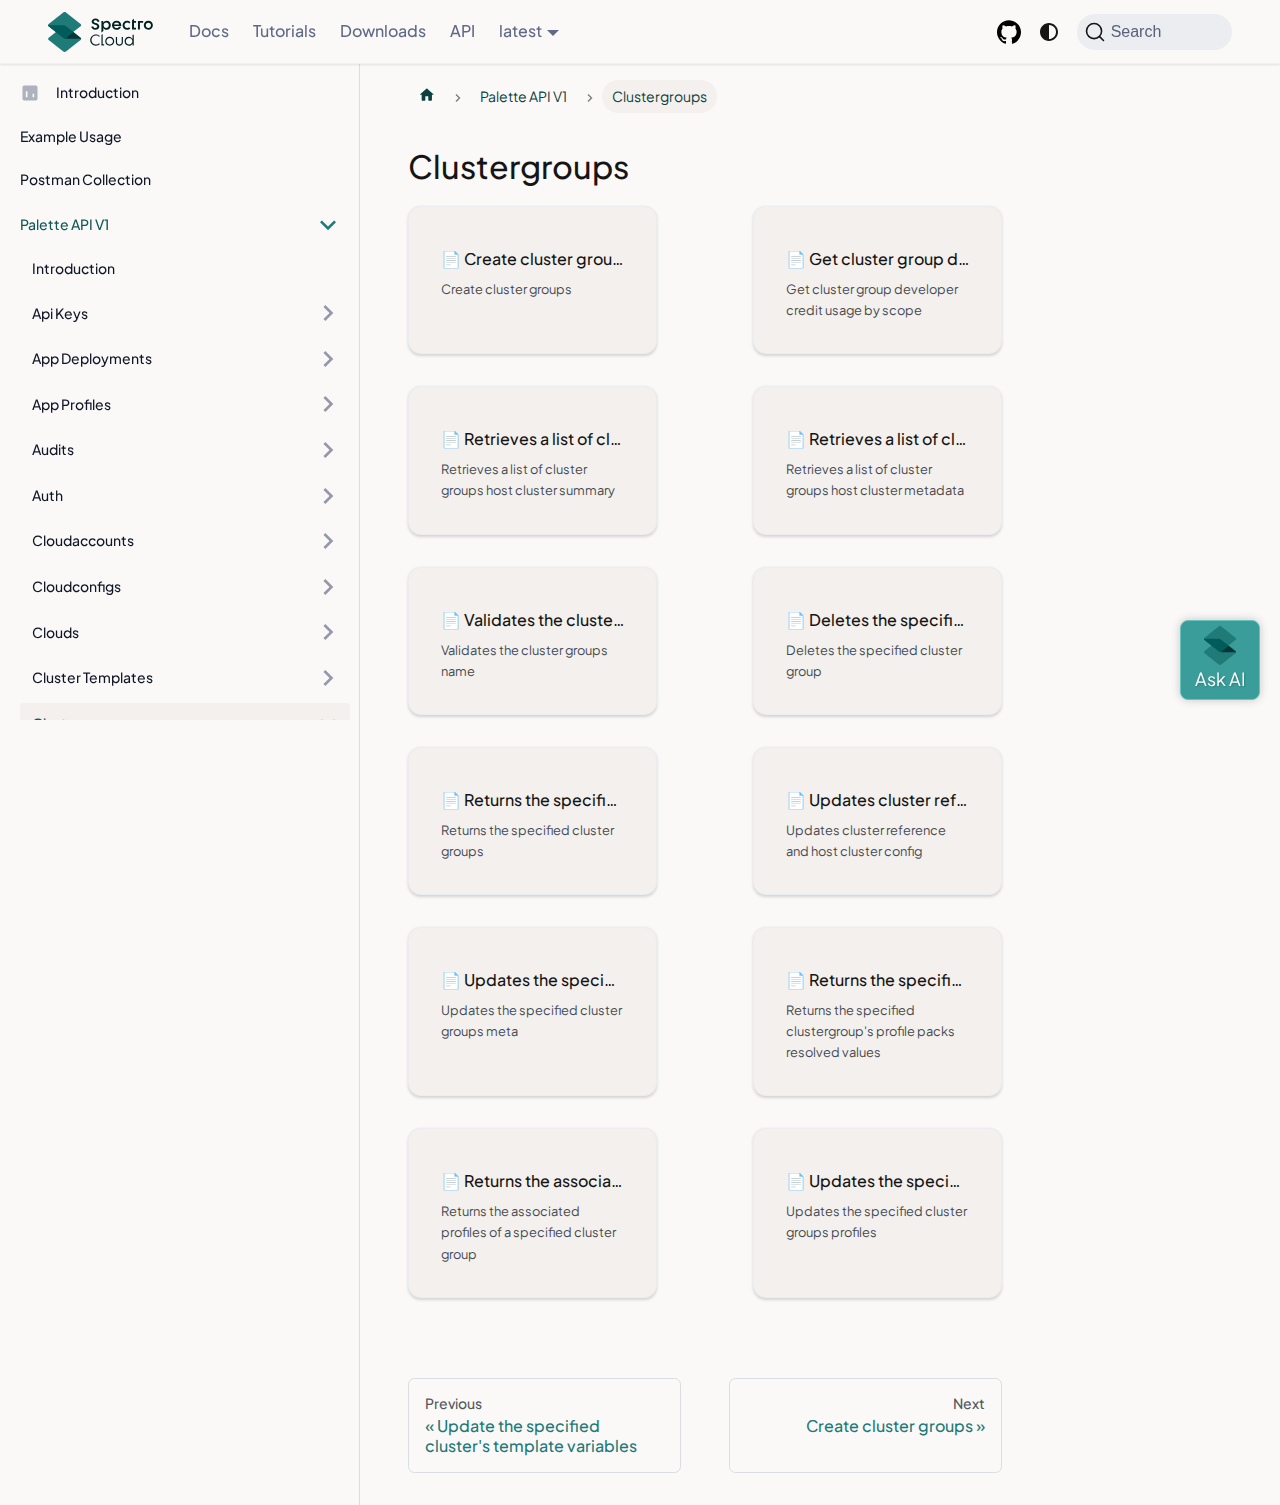 Spectro Cloud
Docs
Tutorials
Downloads
API
latest
Search
Introduction
Example Usage
Postman Collection
Palette API V1
Introduction
Api Keys
App Deployments
App Profiles
Audits
Auth
Cloudaccounts
Cloudconfigs
Clouds
Cluster Templates
Palette API V1
Clustergroups
Clustergroups
Create cluster grou…
Create cluster groups
Get cluster group d…
Get cluster group developer
credit usage by scope
Retrieves a list of cl…
Retrieves a list of cluster
groups host cluster summary
Retrieves a list of cl…
Retrieves a list of cluster
groups host cluster metadata
Validates the cluste…
Validates the cluster groups
name
Deletes the specifi…
Deletes the specified cluster
group
Returns the specifi…
Returns the specified cluster
groups
Updates cluster ref…
Updates cluster reference
and host cluster config
Updates the speci…
Updates the specified cluster
groups meta
Returns the specifi…
Returns the specified
clustergroup's profile packs
resolved values
Returns the associa…
Returns the associated
profiles of a specified cluster
group
Updates the speci…
Updates the specified cluster
groups profiles
Previous
« Update the specified
cluster's template variables
Next
Create cluster groups »
Ask AI